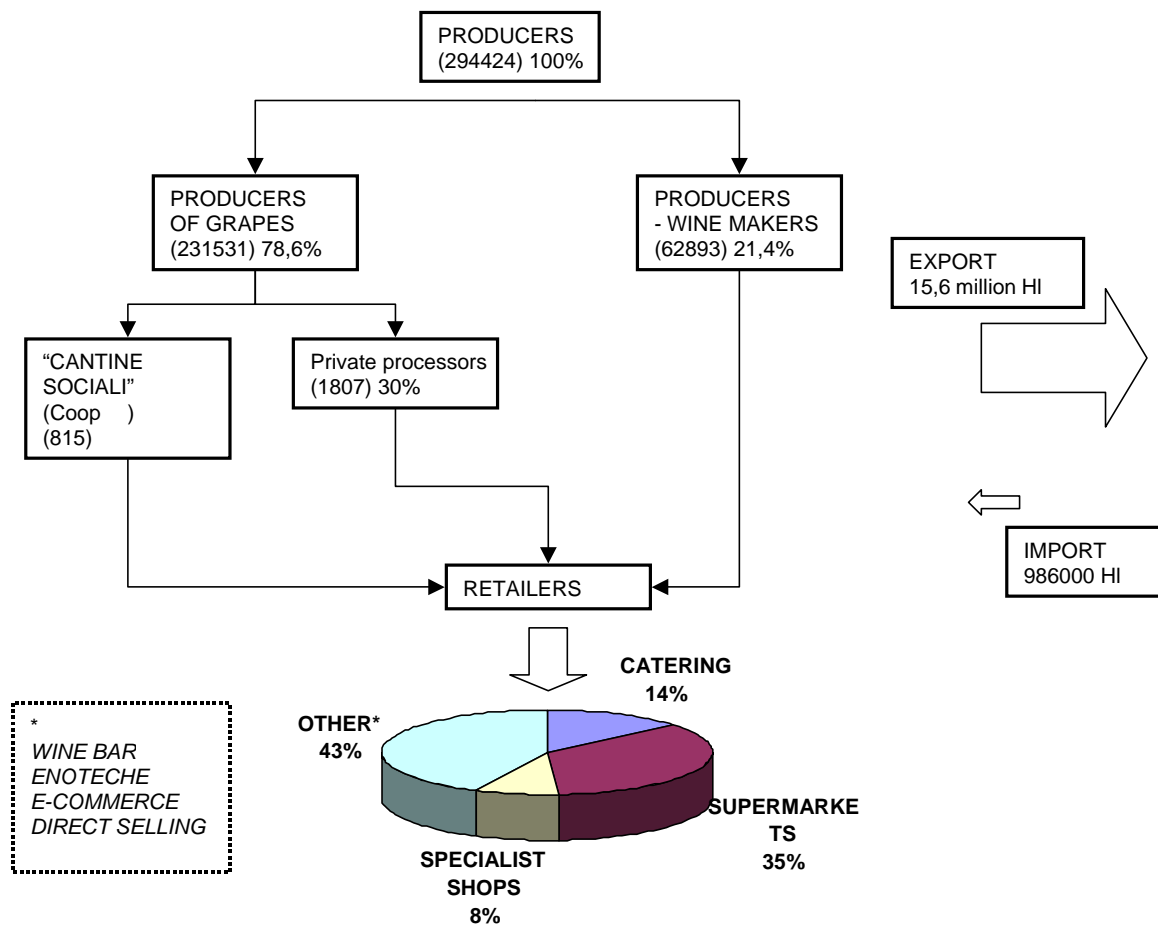 PRODUCERS
(294424) 100%
PRODUCERS
OF GRAPES
(231531) 78,6%
PRODUCERS
- WINE MAKERS
(62893) 21,4%
EXPORT
15,6 million Hl
“CANTINE
SOCIALI”
(Coop )
(815)
Private processors
(1807) 30%
IMPORT
986000 Hl
RETAILERS
CATERING
14%
OTHER*
43%
SUPERMARKE
TS
35%
SPECIALIST
SHOPS
8%
*
WINE BAR
ENOTECHE
E-COMMERCE
DIRECT SELLING